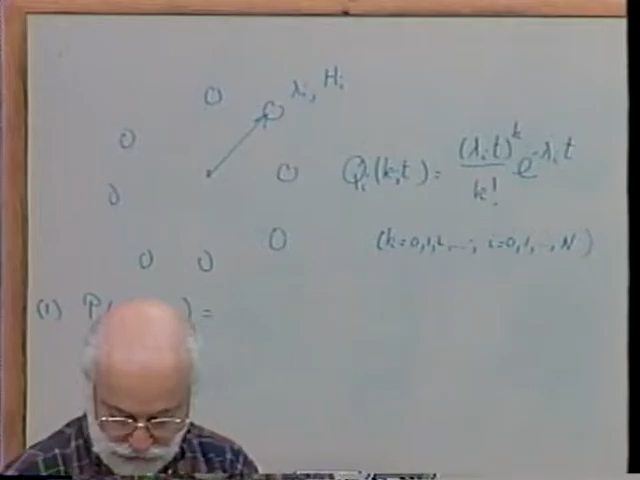 λᵢ, Hᵢ
Qᵢ(k,t) = (λᵢt)^k / k! e^-λᵢt
(k=0,1,2,...; i=0,1,...,N)
(1) P( ) =